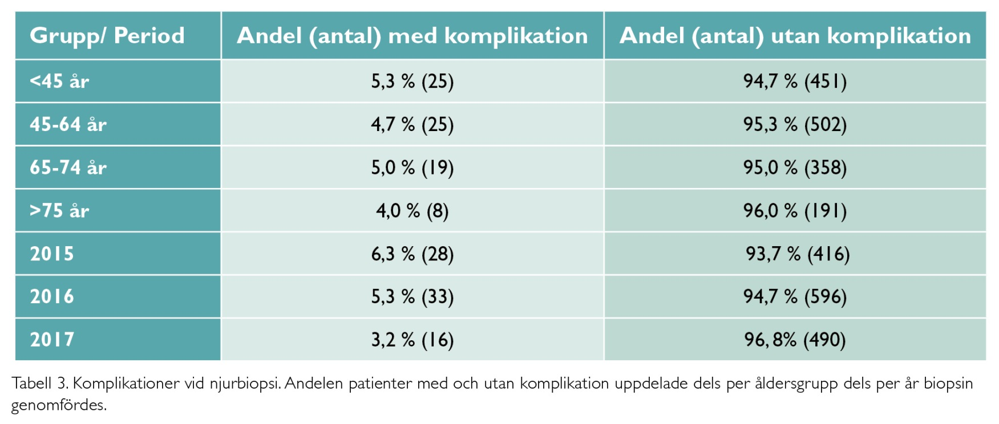 Grupp/ Period Andel (antal) med komplikation Andel (antal) utan komplikation
<45 år 5,3 % (25) 94,7 % (451)
45-64 år 4,7 % (25) 95,3 % (502)
65-74 år 5,0 % (19) 95,0 % (358)
>75 år 4,0 % (8) 96,0 % (191)
2015 6,3 % (28) 93,7 % (416)
2016 5,3 % (33) 94,7 % (596)
2017 3,2 % (16) 96, 8% (490)
Tabell 3. Komplikationer vid njurbiopsi. Andelen patienter med och utan komplikation uppdelade dels per åldersgrupp dels per år biopsin
genomfördes.